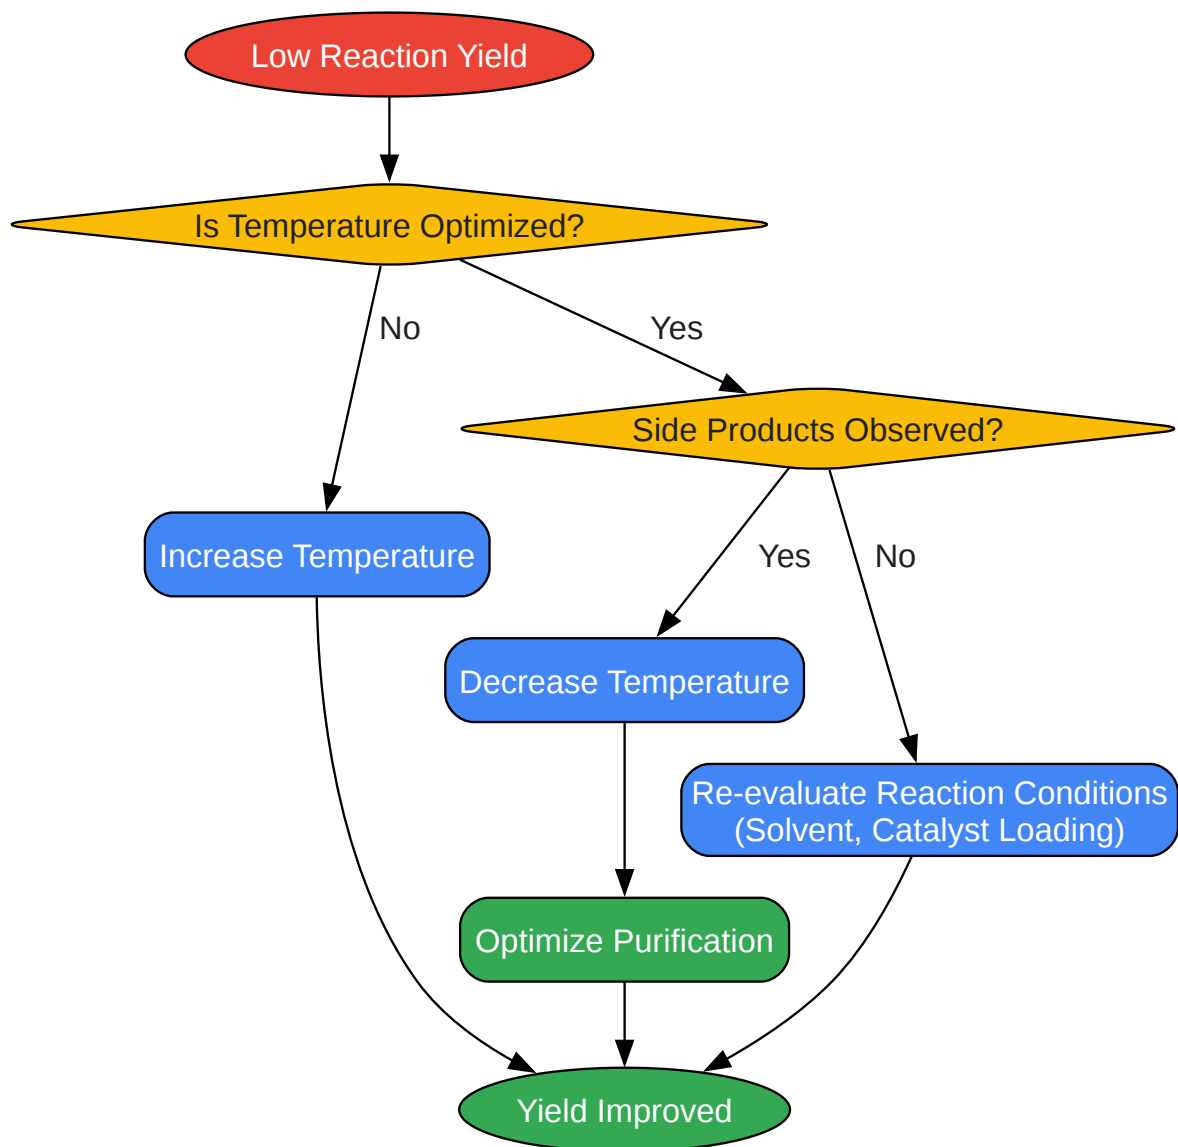 Low Reaction Yield
Is Temperature Optimized?
No
Yes
Side Products Observed?
Increase Temperature
Yes
No
Decrease Temperature
Re-evaluate Reaction Conditions
(Solvent, Catalyst Loading)
Optimize Purification
Yield Improved